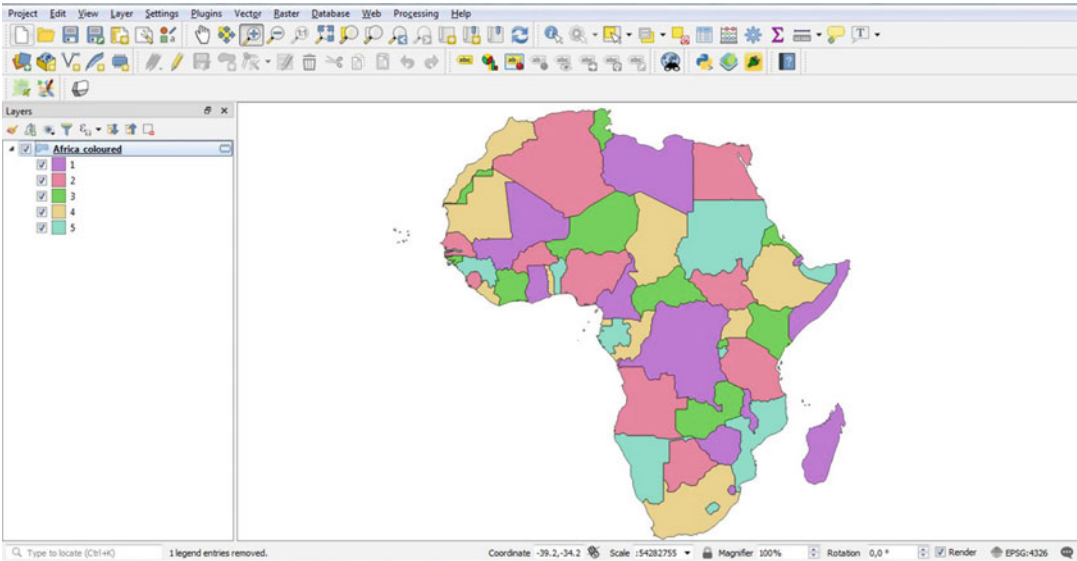 Project Edit View Layer Settings Plugins Vector Raster Database Web Processing Help
Layers
Africa coloured
1
2
3
4
5
Type to locate (Ctrl+K) 1 legend entries removed. Coordinate -39.2,-34.2 Scale :54282755 Magnifier 100% Rotation 0,0 ° Render EPSG:4326